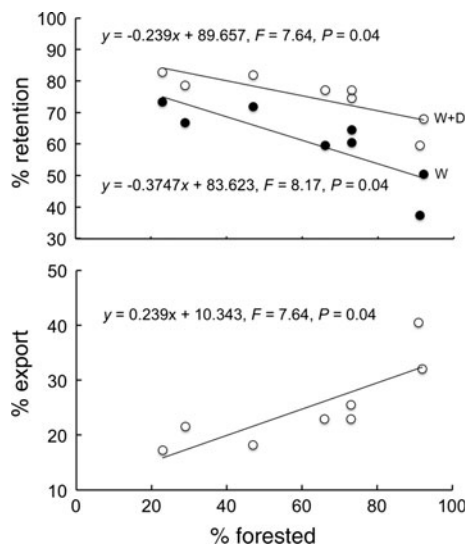 100
90
80
70
60
50
40
30
% retention
y = -0.239x + 89.657, F = 7.64, P = 0.04
W+D
W
y = -0.3747x + 83.623, F = 8.17, P = 0.04
50
40
30
20
10
% export
y = 0.239x + 10.343, F = 7.64, P = 0.04
0 20 40 60 80 100
% forested